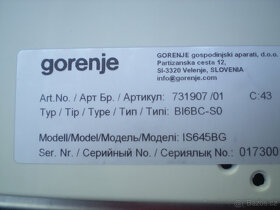 gorenje
GORENJE gospodinjski aparati, d.o.o.
Partizanska cesta 12,
SI-3320 Velenje, SLOVENIA
info@gorenje.com
Art.No. / Арт Бр. / Артикул: 731907 /01 C:43
Typ / Tip / Type / Тип / Типі: BI6BC-S0
Modell/Model/Модель/Моделі: IS645BG
Ser. Nr. / Серийный No. / Сериялық No.: 017300